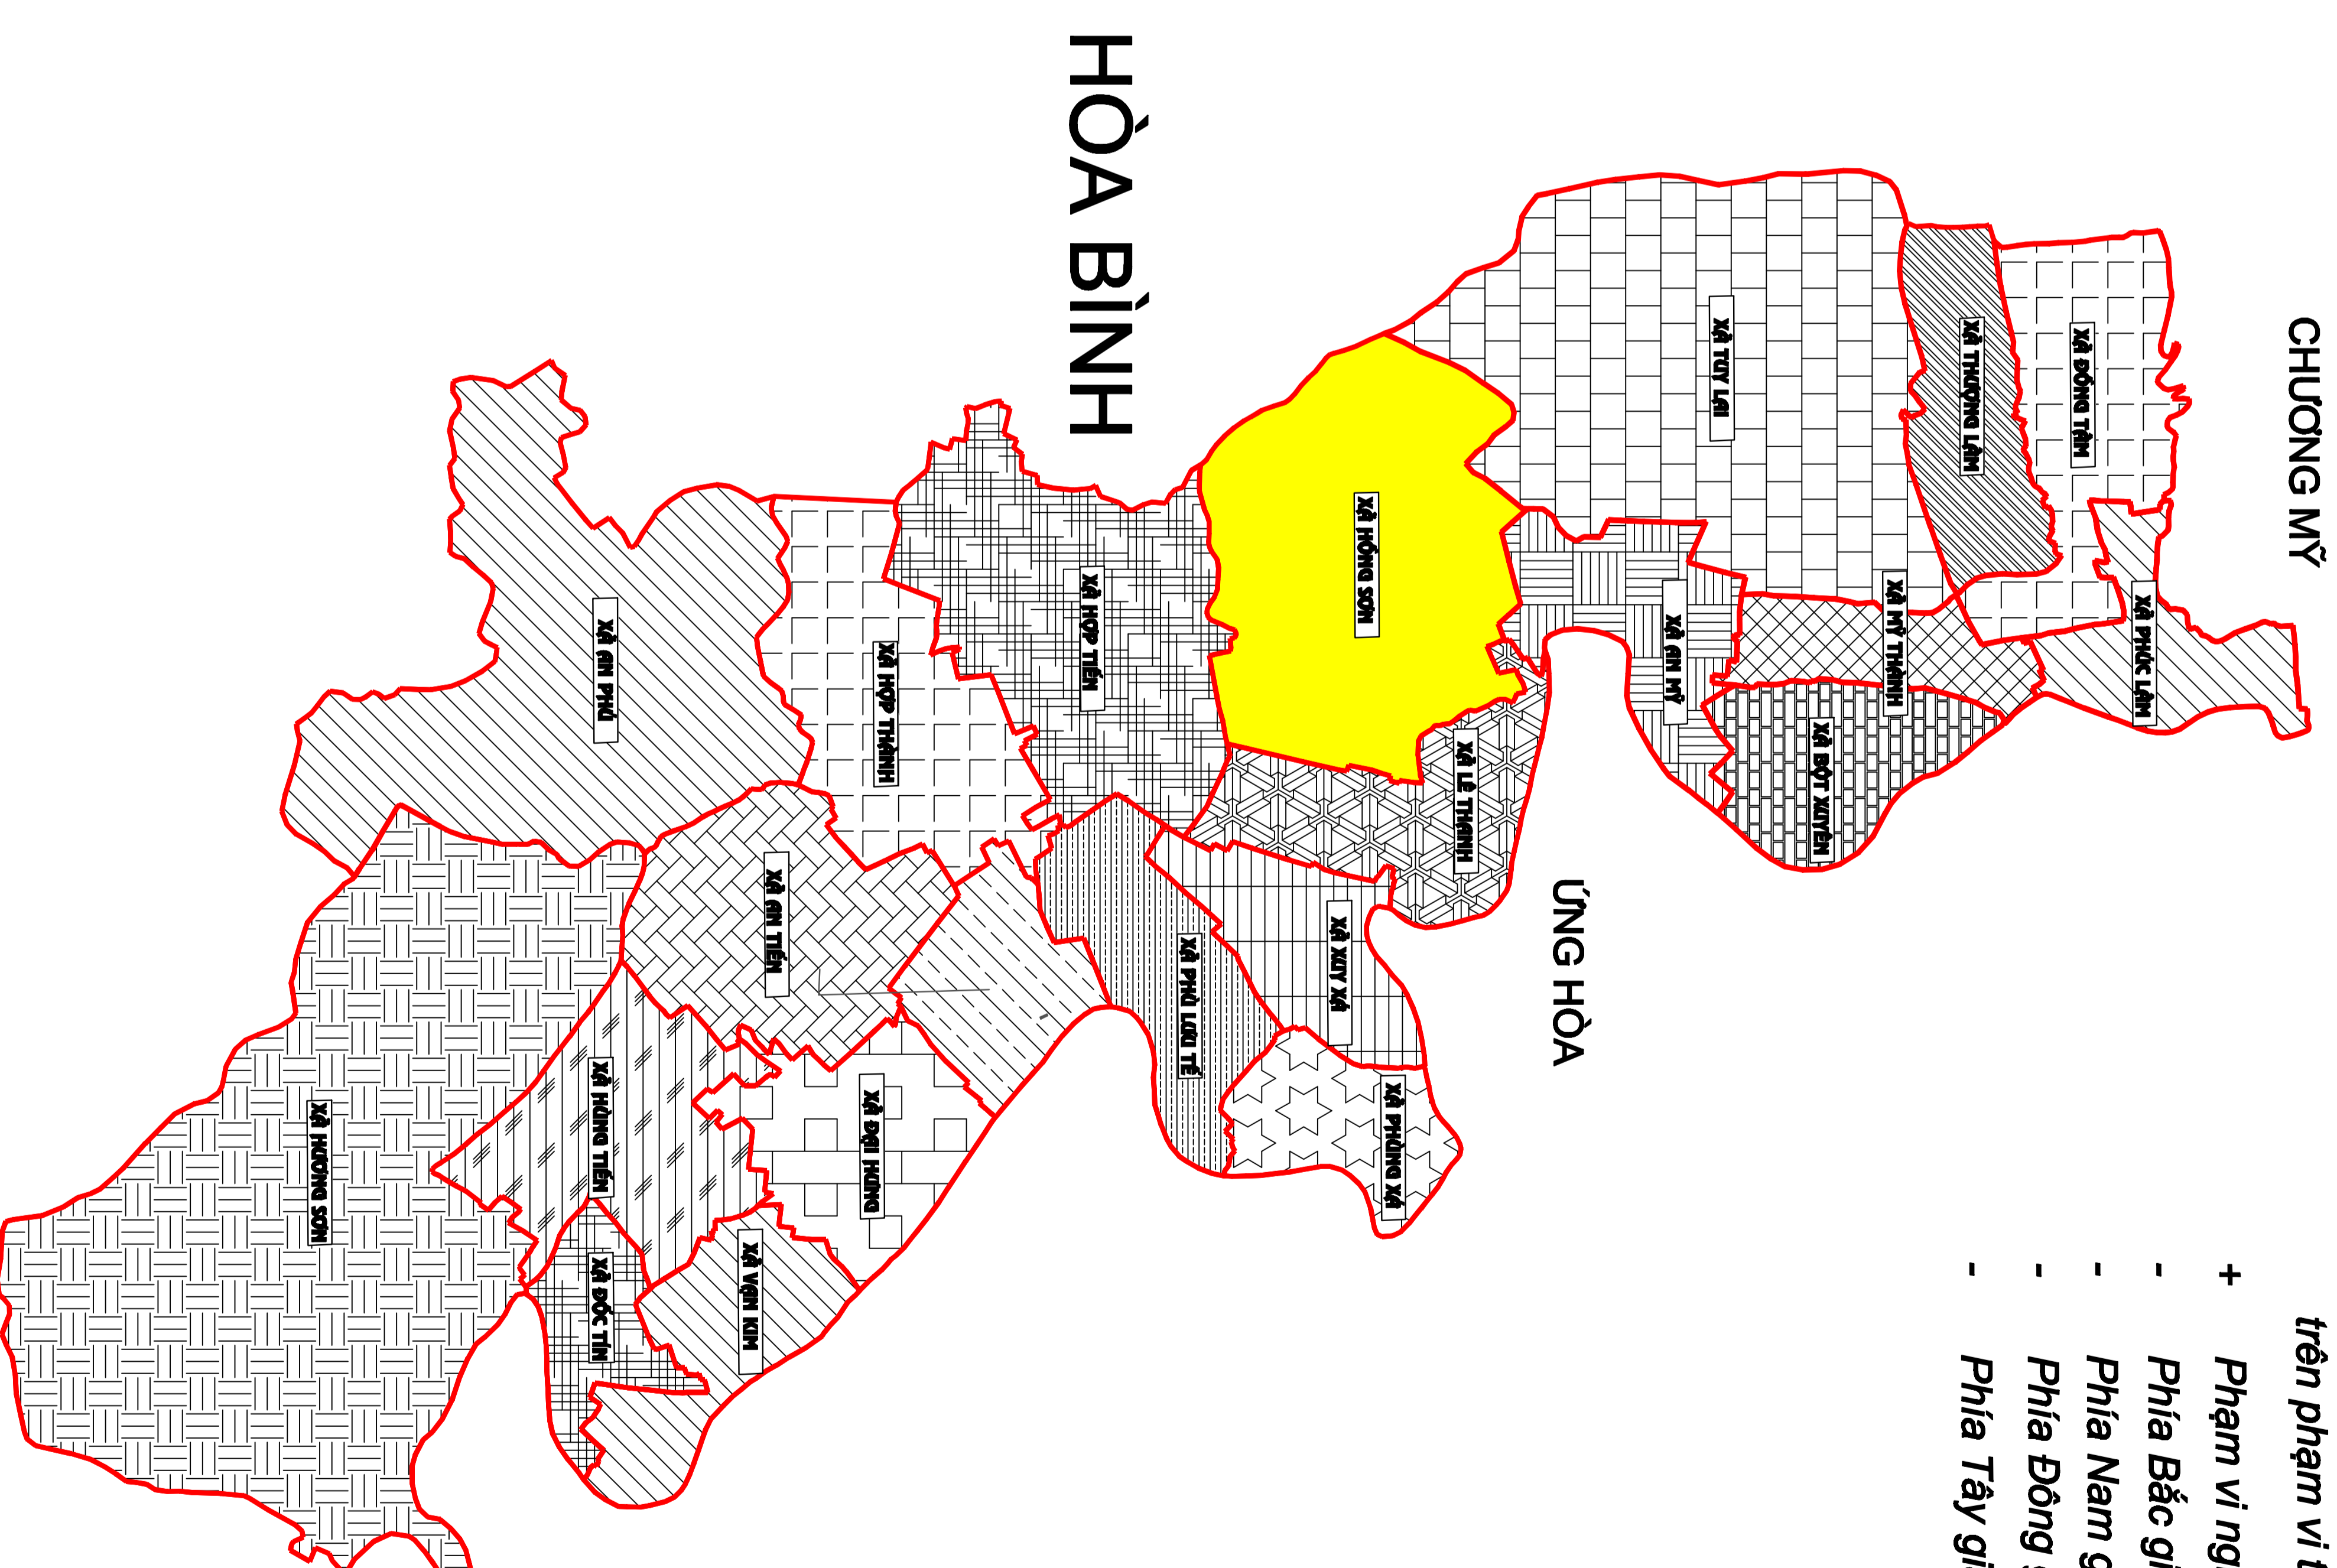 CHƯƠNG MỸ
trên phạm vi t
+ Phạm vi ng
- Phía Bắc gi
- Phía Nam g
- Phía Đông g
- Phía Tây gi
XÃ PHÚC LÂM
XÃ ĐỒNG TÂM
XÃ THƯỢNG LÂM
XÃ MỸ THÀNH
XÃ BỘT XUYÊN
XÃ TUY LAI
XÃ AN MỸ
ỨNG HÒA
XÃ LÊ THANH
XÃ PHÙNG XÁ
XÃ HỒNG SƠN
XÃ XUY XÁ
XÃ PHÙ LƯU TẾ
HÒA BÌNH
XÃ HỢP TIẾN
XÃ HỢP THÀNH
XÃ ĐẠI HƯNG
XÃ AN TIẾN
XÃ VẠN KIM
XÃ AN PHÚ
XÃ HÙNG TIẾN
XÃ ĐỐC TÍN
XÃ HƯƠNG SƠN